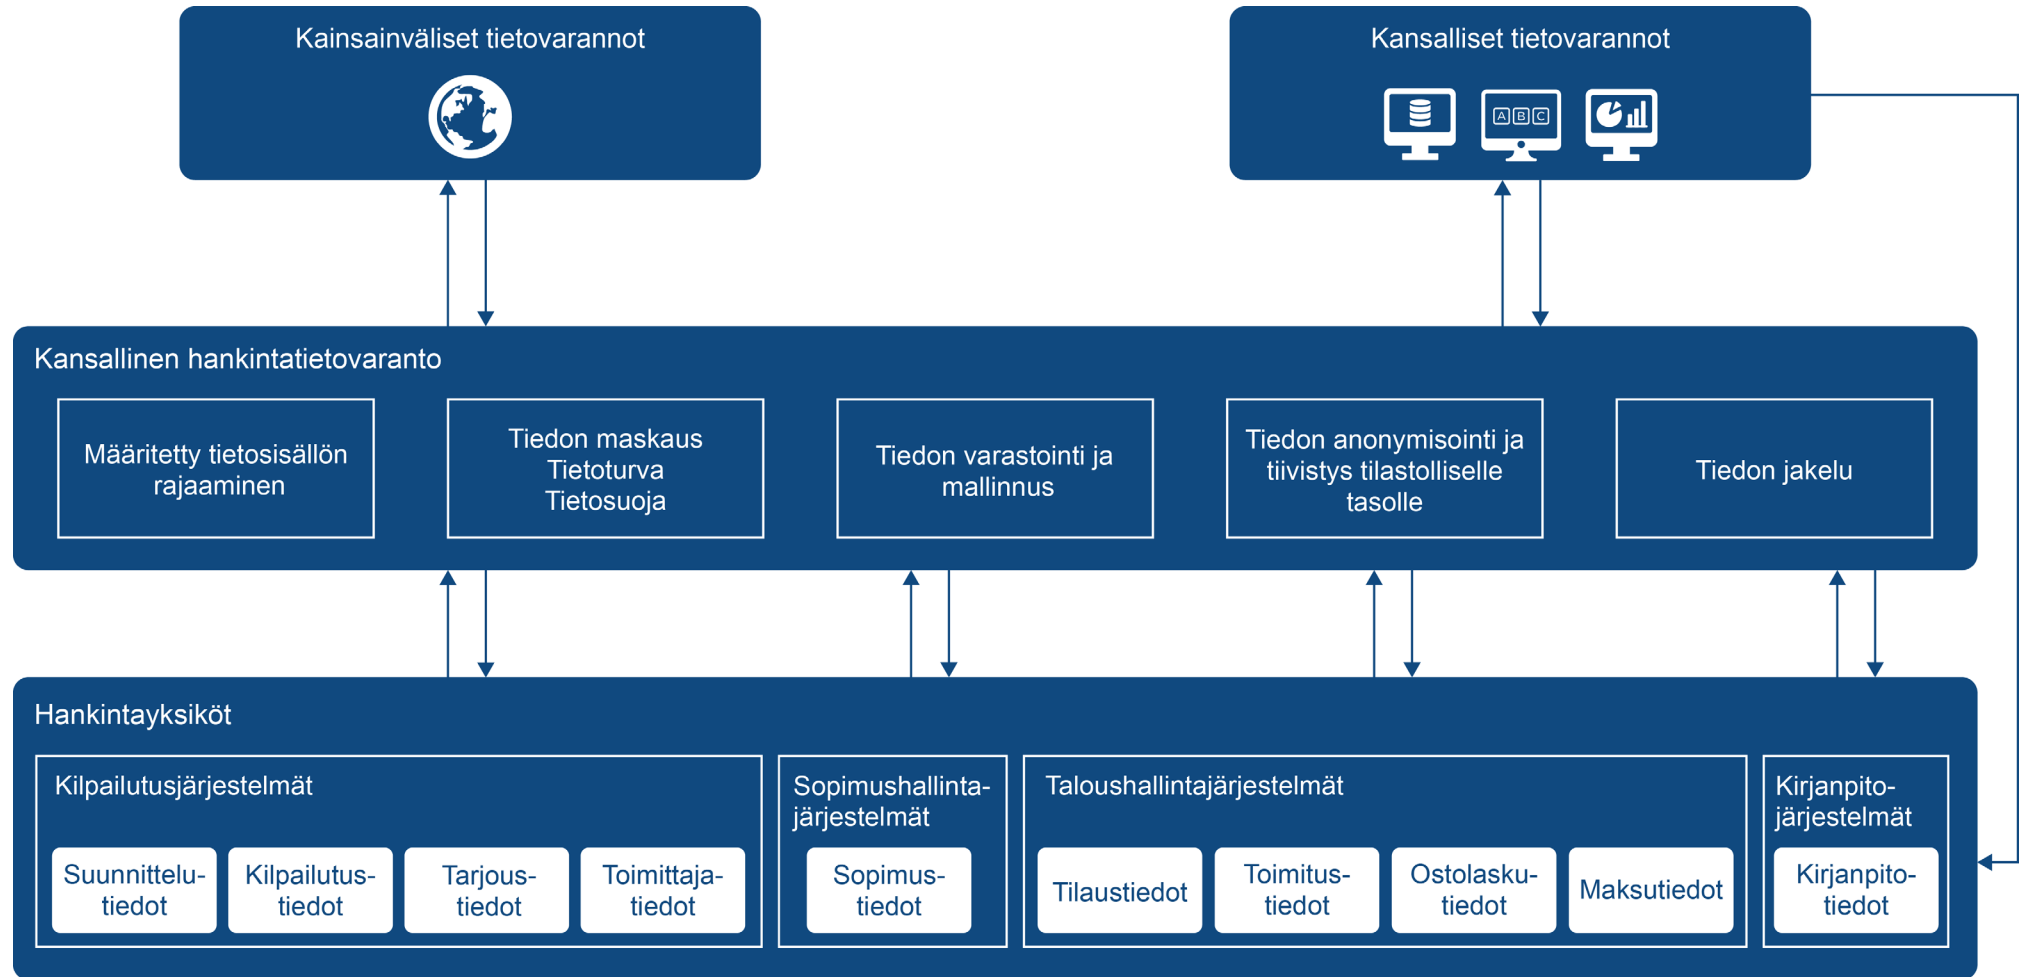 Kainsainväliset tietovarannot
Kansalliset tietovarannot
A B C
Kansallinen hankintatietovaranto
Määritetty tietosisällön
rajaaminen
Tiedon maskaus
Tietoturva
Tietosuoja
Tiedon varastointi ja
mallinnus
Tiedon anonymisointi ja
tiivistys tilastolliselle
tasolle
Tiedon jakelu
Hankintayksiköt
Kilpailutusjärjestelmät
Suunnittelu-
tiedot
Kilpailutus-
tiedot
Tarjous-
tiedot
Toimittaja-
tiedot
Sopimushallinta-
järjestelmät
Sopimus-
tiedot
Taloushallintajärjestelmät
Tilaustiedot
Toimitus-
tiedot
Ostolasku-
tiedot
Maksutiedot
Kirjanpito-
järjestelmät
Kirjanpito-
tiedot